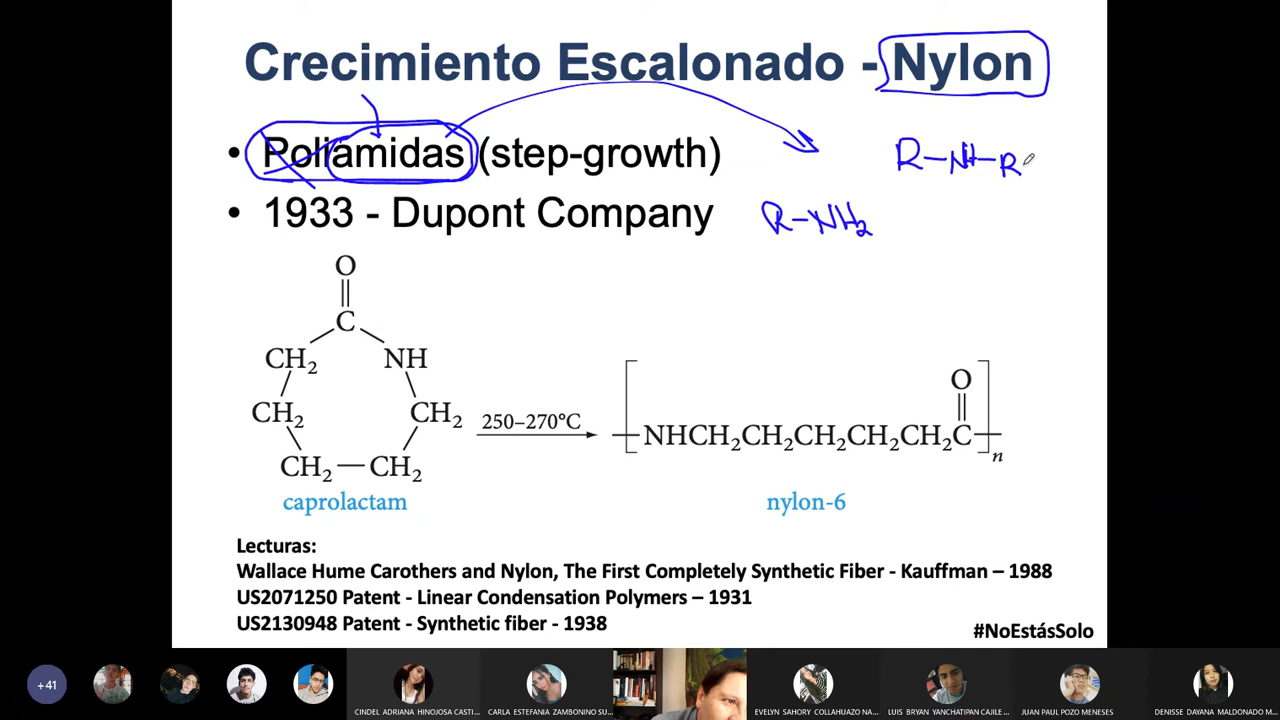 Crecimiento Escalonado - Nylon
• Poliamidas (step-growth)
R-NH-R
• 1933 - Dupont Company
R-NH₂
O
C
CH₂ NH
CH₂ CH₂
CH₂ — CH₂
caprolactam
250–270°C
O
NHCH₂CH₂CH₂CH₂CH₂C
n
nylon-6
Lecturas:
Wallace Hume Carothers and Nylon, The First Completely Synthetic Fiber - Kauffman – 1988
US2071250 Patent - Linear Condensation Polymers – 1931
US2130948 Patent - Synthetic fiber - 1938
#NoEstásSolo
+41
CINDEL ADRIANA HINOJOSA CASTI...
CARLA ESTEFANIA ZAMBONINO SU...
EVELYN SAHORY COLLAHUAZO NA...
LUIS BRYAN YANCHATIPAN CAJILE...
JUAN PAUL POZO MENESES
DENISSE DAYANA MALDONADO M...